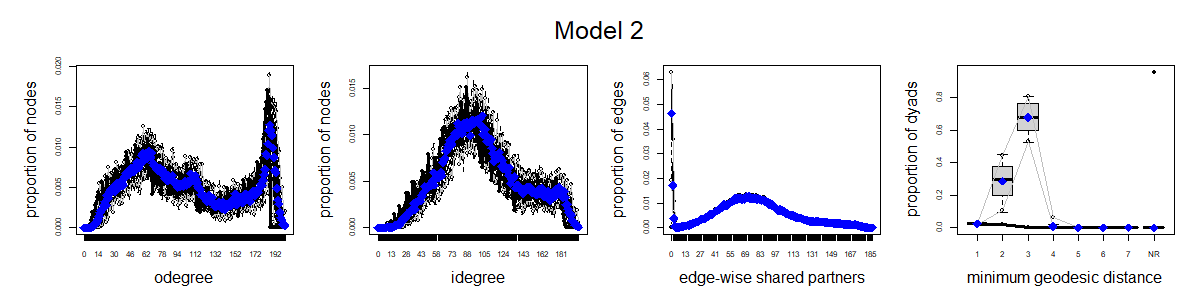 Model 2
proportion of nodes
0.000 0.005 0.010 0.015 0.020
0 14 30 46 62 78 94 112 132 152 172 192
odegree
proportion of nodes
0.000 0.005 0.010 0.015
0 13 28 43 58 73 88 105 124 143 162 181
idegree
proportion of edges
0.00 0.01 0.02 0.03 0.04 0.05 0.06
0 13 27 41 55 69 83 97 113 131 149 167 185
edge-wise shared partners
proportion of dyads
0.0 0.2 0.4 0.6 0.8
1 2 3 4 5 6 7 NR
minimum geodesic distance